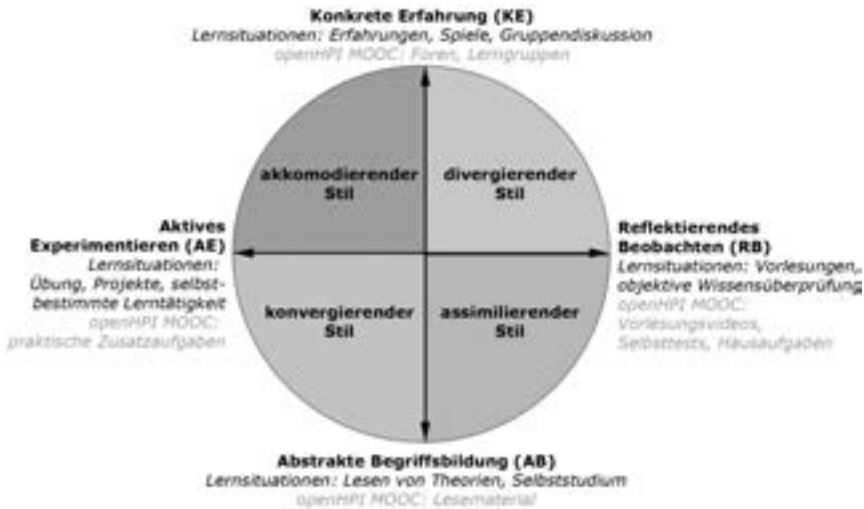 Konkrete Erfahrung (KE)
Lernsituationen: Erfahrungen, Spiele, Gruppendiskussion
openHPI MOOC: Foren, Lerngruppen
akkomodierender
Stil
divergierender
Stil
Aktives
Experimentieren (AE)
Lernsituationen:
Übung, Projekte, selbst-
bestimmte Lerntätigkeit
openHPI MOOC:
praktische Zusatzaufgaben
Reflektierendes
Beobachten (RB)
Lernsituationen: Vorlesungen,
objektive Wissensüberprüfung
openHPI MOOC:
Vorlesungsvideos,
Selbsttests, Hausaufgaben
konvergierender
Stil
assimilierender
Stil
Abstrakte Begriffsbildung (AB)
Lernsituationen: Lesen von Theorien, Selbststudium
openHPI MOOC: Lesematerial